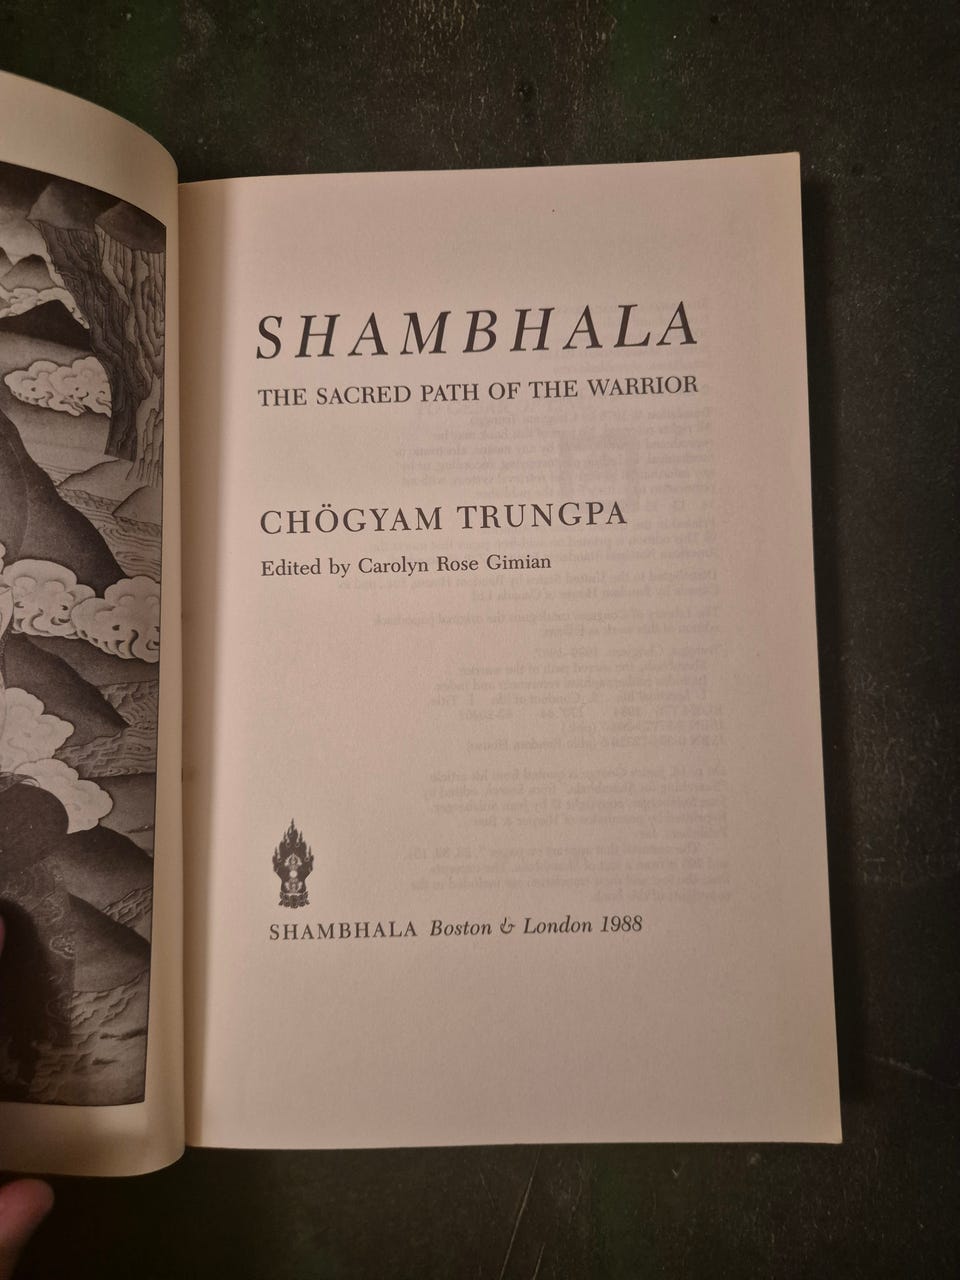 SHAMBHALA
THE SACRED PATH OF THE WARRIOR
CHÖGYAM TRUNGPA
Edited by Carolyn Rose Gimian
SHAMBHALA Boston & London 1988